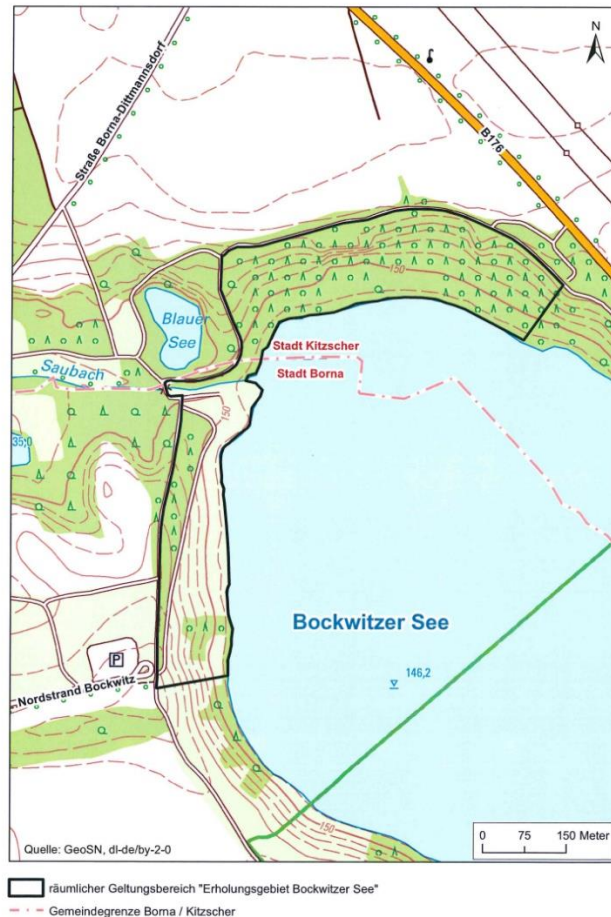 N
Straße Borna-Dittmannsdorf
B176
150
Blauer
See
Stadt Kitzscher
Saubach
Stadt Borna
150
35,0
Bockwitzer See
P
146,2
Nordstrand Bockwitz
150
0 75 150 Meter
Quelle: GeoSN, dl-de/by-2-0
räumlicher Geltungsbereich "Erholungsgebiet Bockwitzer See"
Gemeindegrenze Borna / Kitzscher